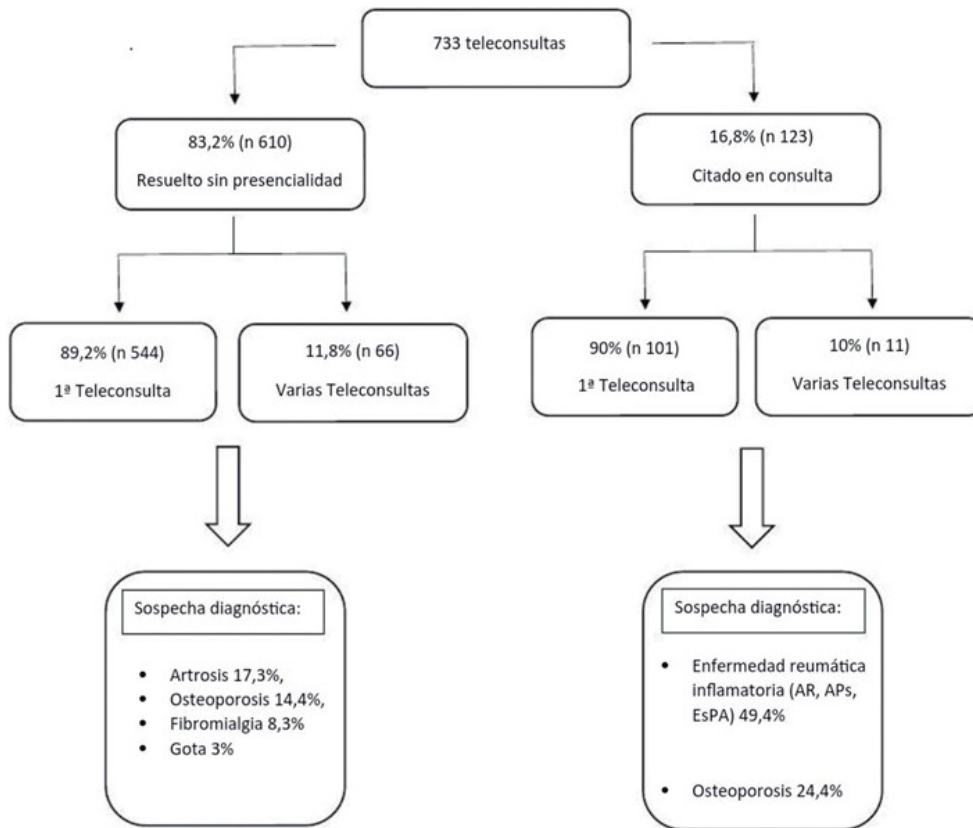 733 teleconsultas
83,2% (n 610)
Resuelto sin presencialidad
16,8% (n 123)
Citado en consulta
89,2% (n 544)
1ª Teleconsulta
11,8% (n 66)
Varias Teleconsultas
90% (n 101)
1ª Teleconsulta
10% (n 11)
Varias Teleconsultas
Sospecha diagnóstica:
• Artrosis 17,3%,
• Osteoporosis 14,4%,
• Fibromialgia 8,3%
• Gota 3%
Sospecha diagnóstica:
• Enfermedad reumática
inflamatoria (AR, APs,
EsPA) 49,4%
• Osteoporosis 24,4%